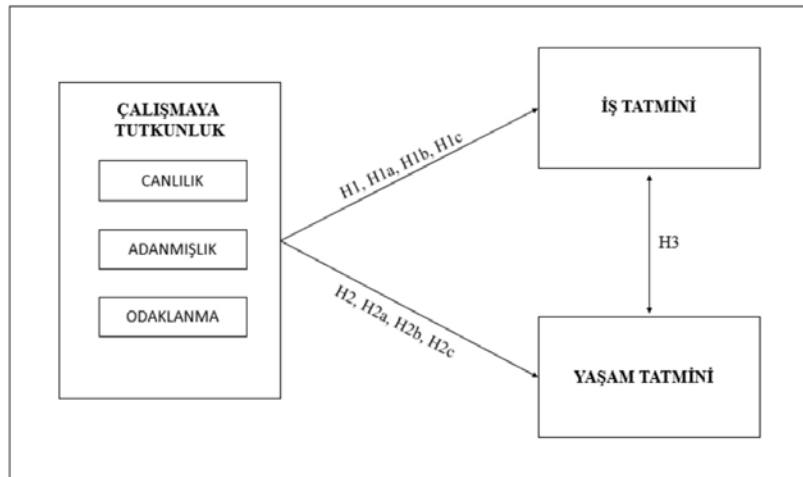 ÇALIŞMAYA
TUTKUNLUK
CANLILIK
ADANMIŞLIK
ODAKLANMA
H1, H1a, H1b, H1c
H2, H2a, H2b, H2c
İŞ TATMİNİ
H3
YAŞAM TATMİNİ